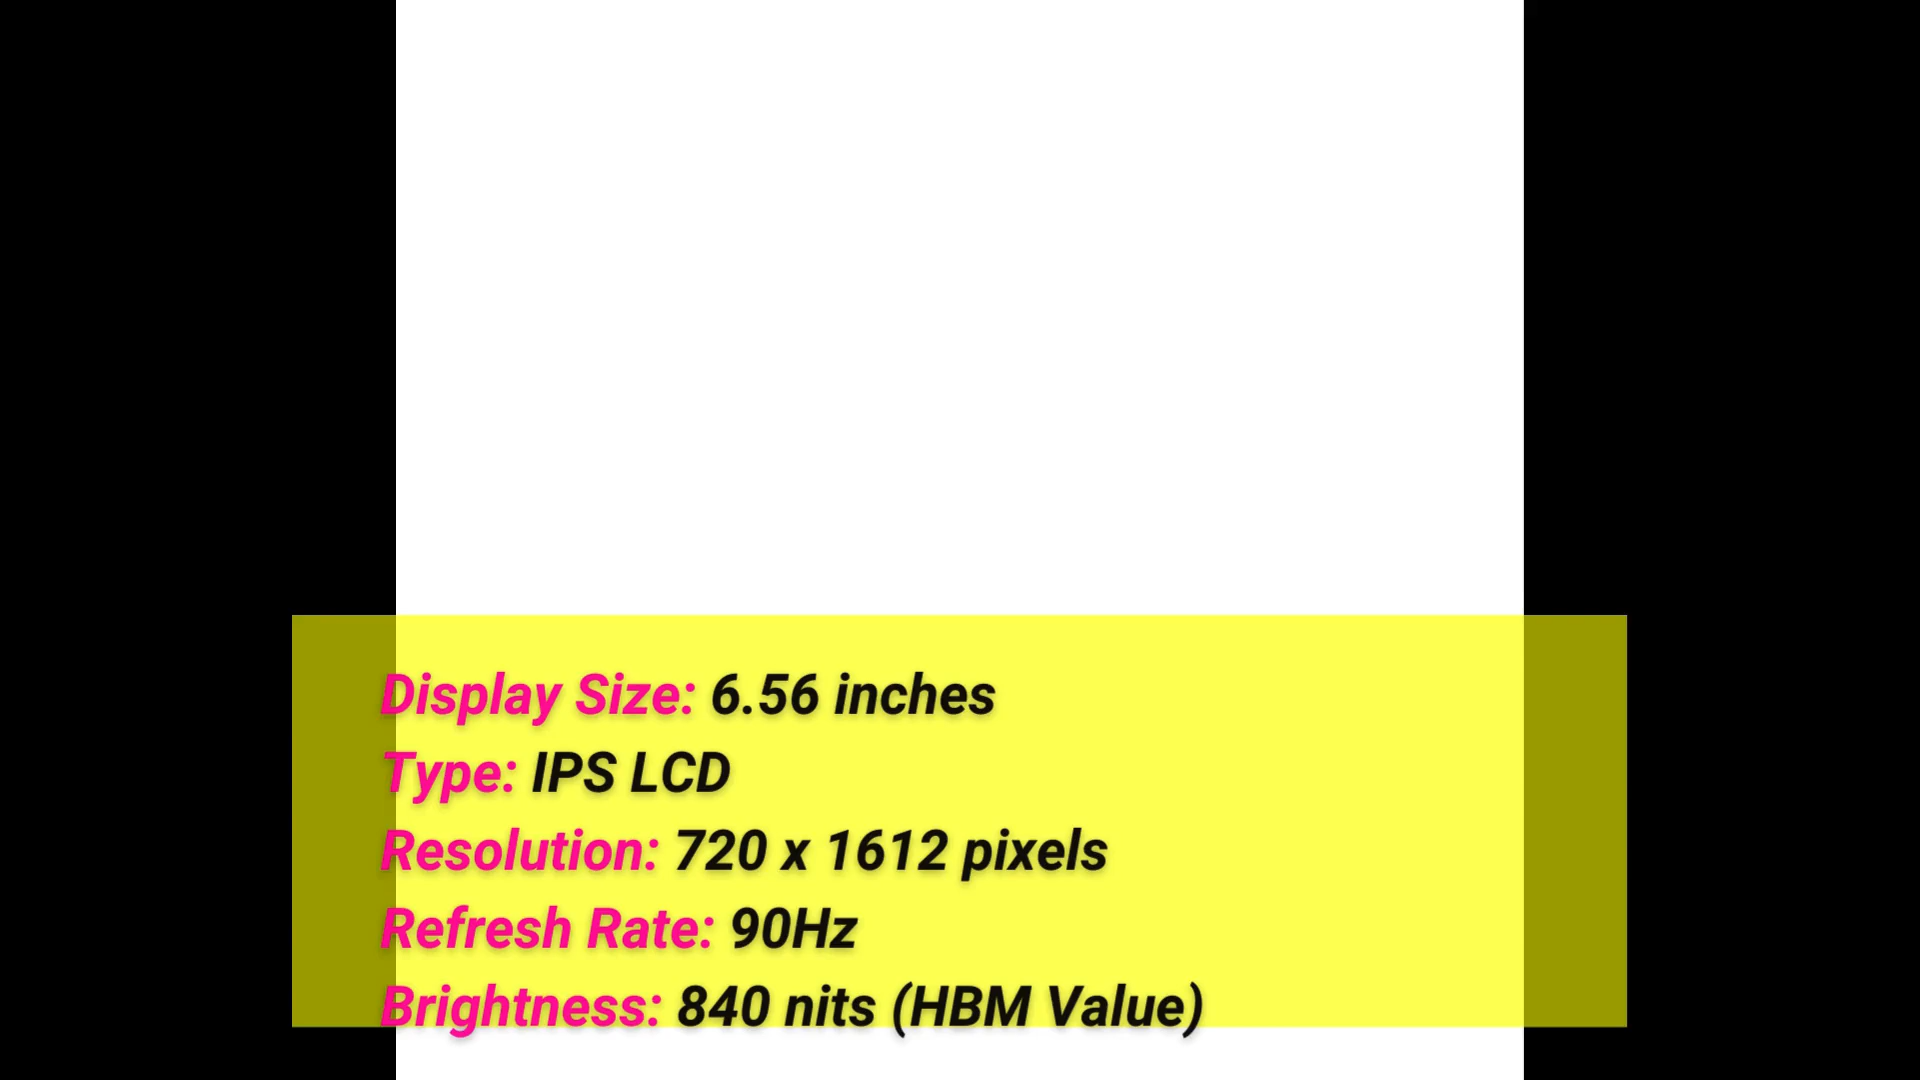 Display Size: 6.56 inches
Type: IPS LCD
Resolution: 720 x 1612 pixels
Refresh Rate: 90Hz
Brightness: 840 nits (HBM Value)